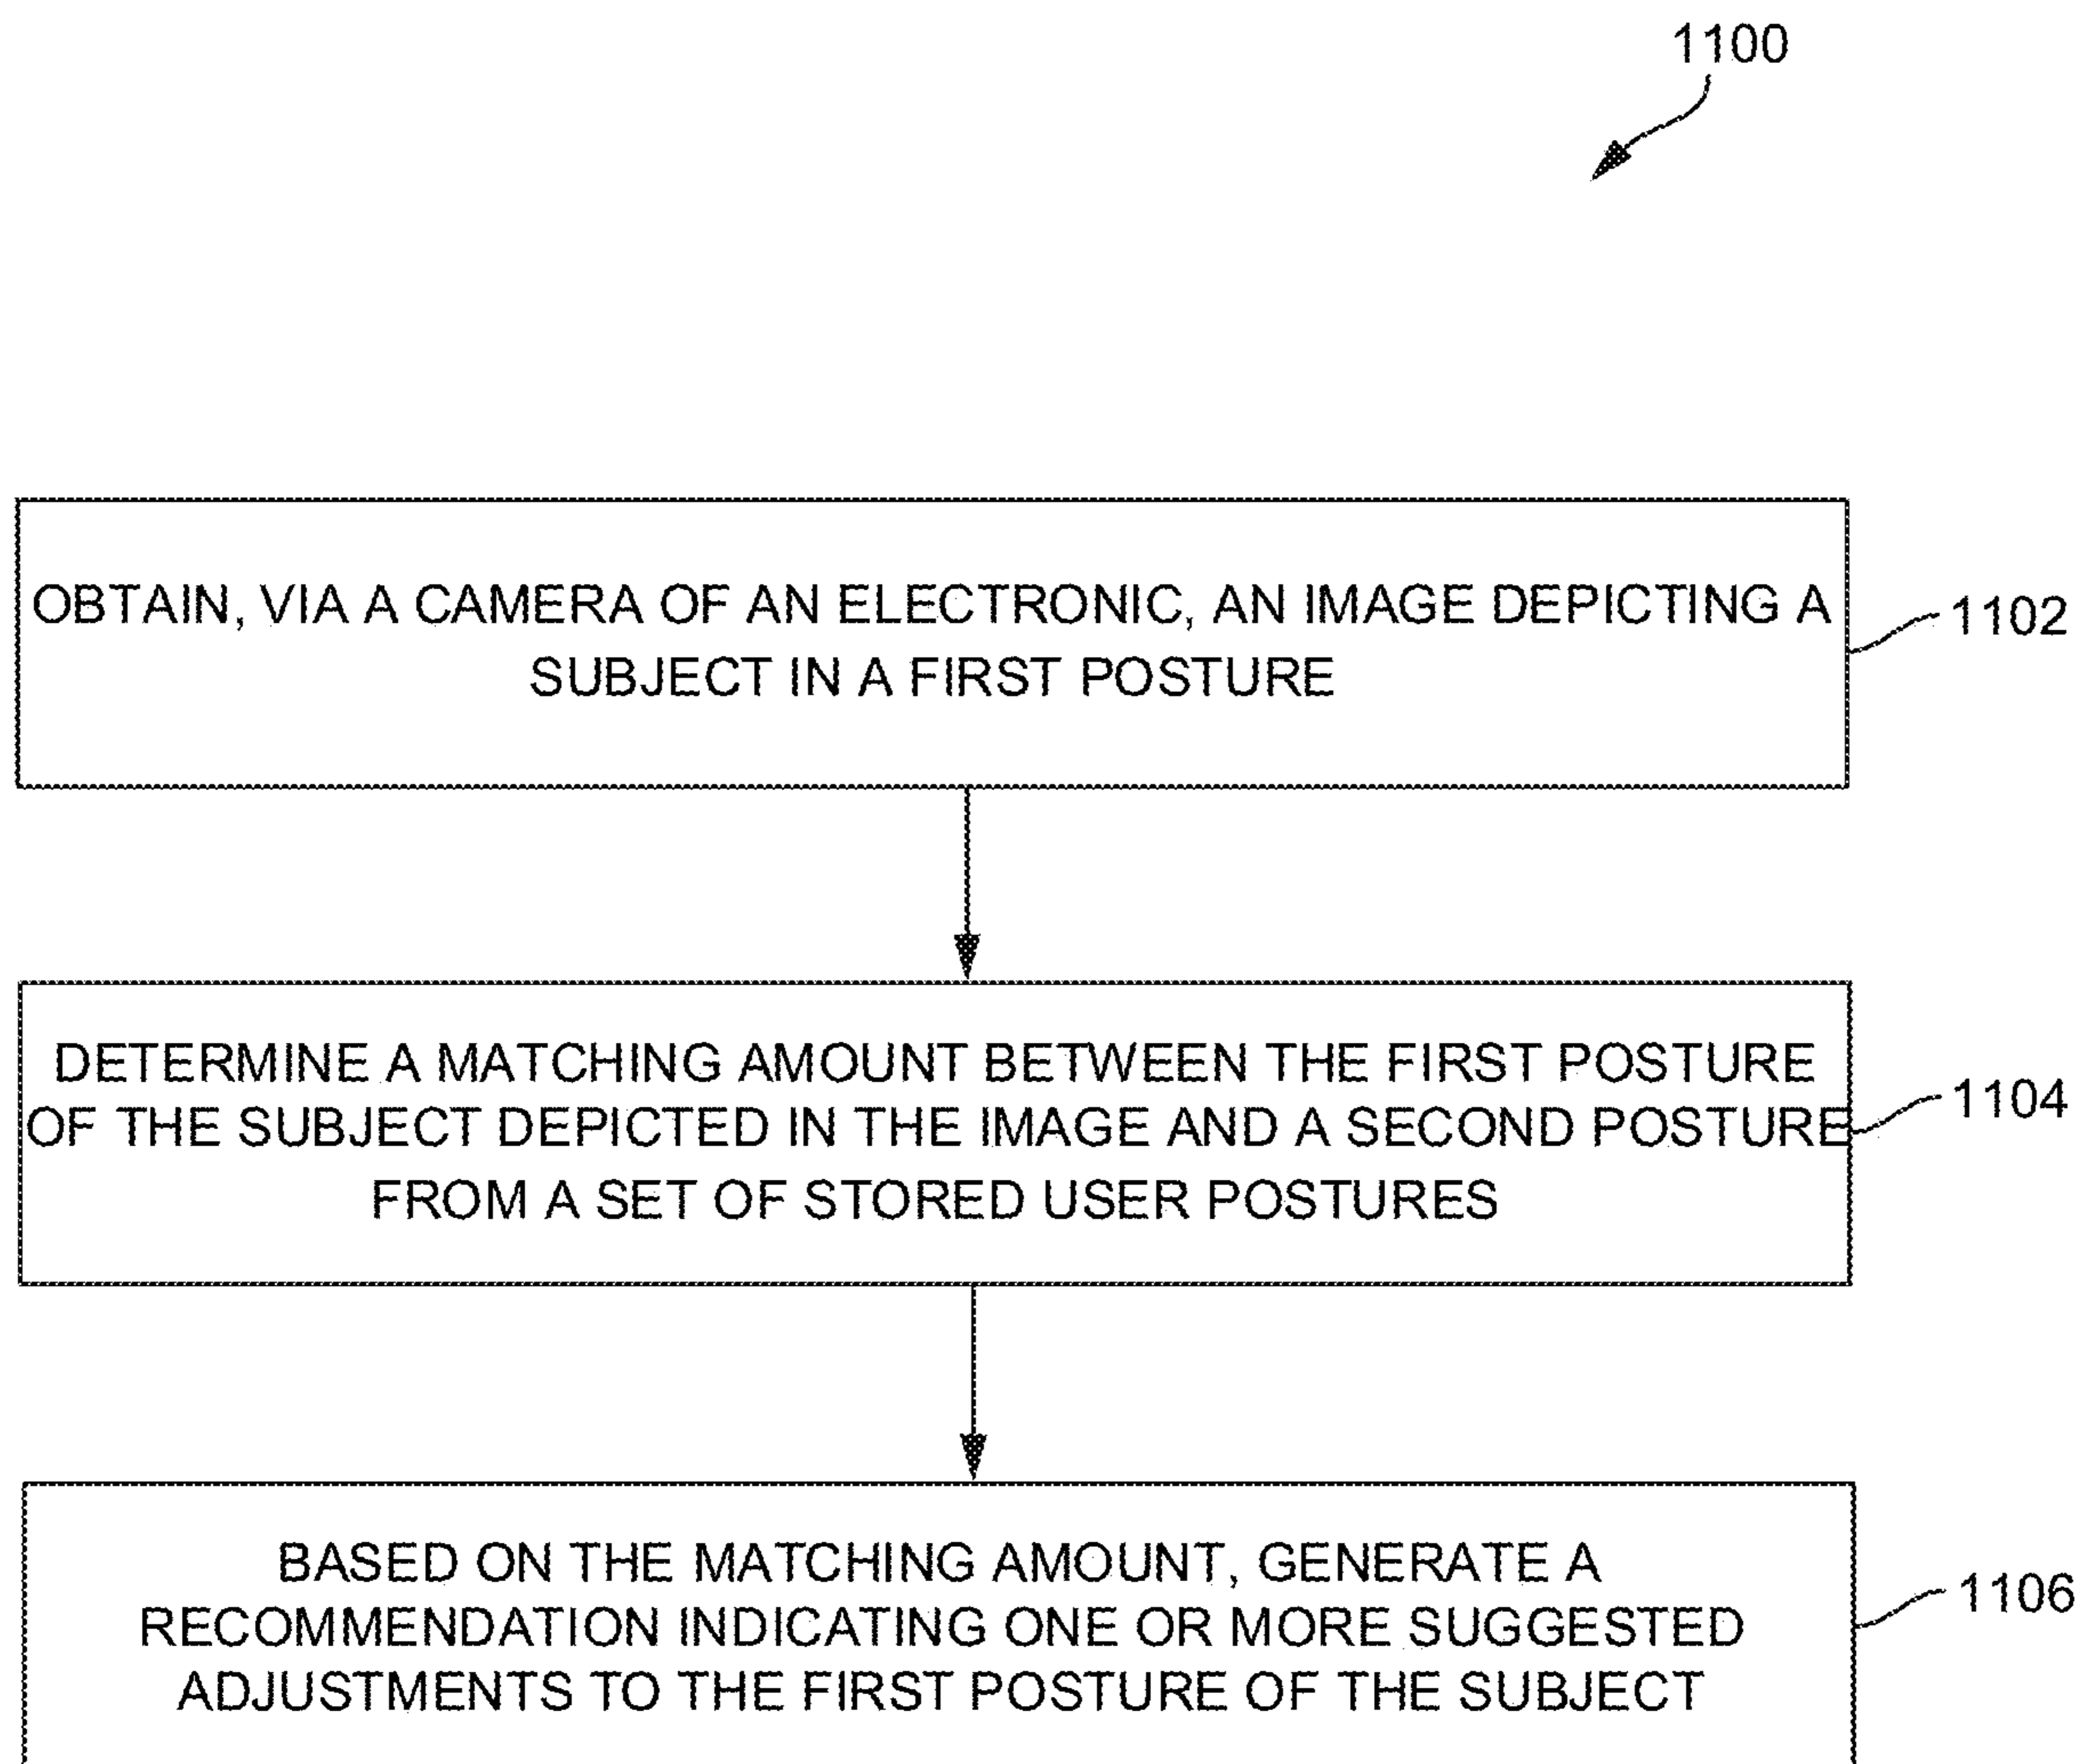 1100
OBTAIN, VIA A CAMERA OF AN ELECTRONIC, AN IMAGE DEPICTING A
SUBJECT IN A FIRST POSTURE
1102
DETERMINE A MATCHING AMOUNT BETWEEN THE FIRST POSTURE
OF THE SUBJECT DEPICTED IN THE IMAGE AND A SECOND POSTURE
FROM A SET OF STORED USER POSTURES
1104
BASED ON THE MATCHING AMOUNT, GENERATE A
RECOMMENDATION INDICATING ONE OR MORE SUGGESTED
ADJUSTMENTS TO THE FIRST POSTURE OF THE SUBJECT
1106